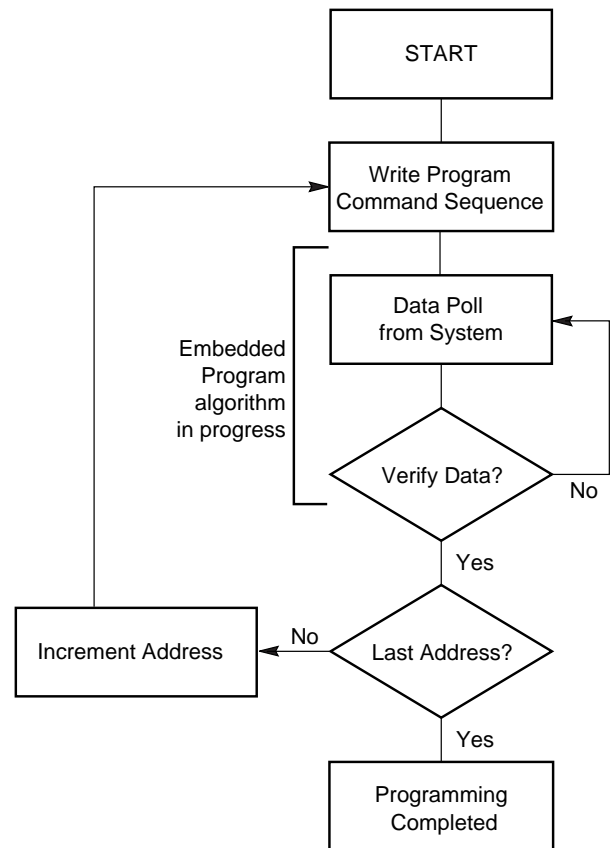 START
Write Program
Command Sequence
Data Poll
from System
Embedded
Program
algorithm
in progress
Verify Data?
No
Yes
No
Increment Address
Last Address?
Yes
Programming
Completed